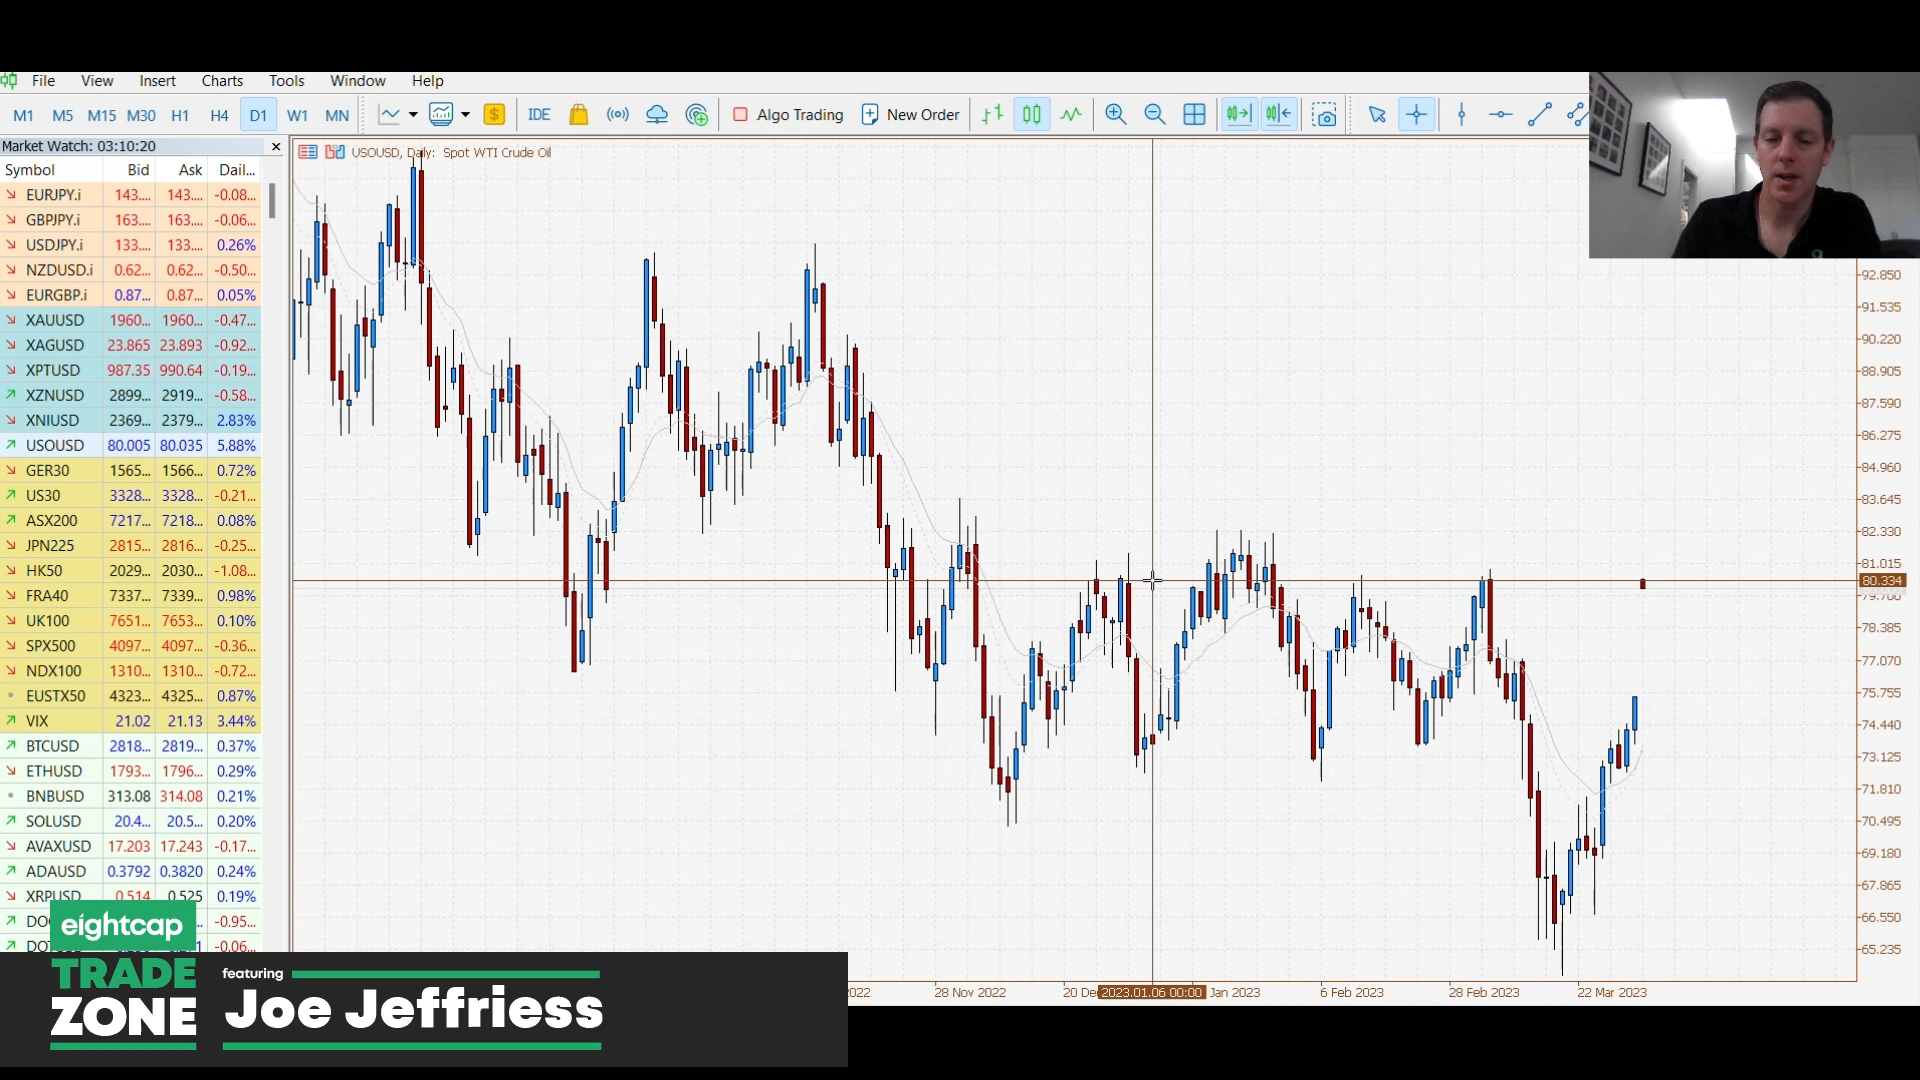 File View Insert Charts Tools Window Help
M1 M5 M15 M30 H1 H4 D1 W1 MN IDE Algo Trading New Order
Market Watch: 03:10:20
USOUSD, Daily: Spot WTI Crude Oil
Symbol Bid Ask Dail...
EURJPY.i 143.... 143.... -0.08...
GBPJPY.i 163.... 163.... -0.06...
USDJPY.i 133.... 133.... 0.26%
NZDUSD.i 0.62... 0.62... -0.50...
EURGBP.i 0.87... 0.87... 0.05%
XAUUSD 1960... 1960... -0.47...
XAGUSD 23.865 23.893 -0.92...
XPTUSD 987.35 990.64 -0.19...
XZNUSD 2899... 2919... -0.58...
XNIUSD 2369... 2379... 2.83%
USOUSD 80.005 80.035 5.88%
GER30 1565... 1566... 0.72%
US30 3328... 3328... -0.21...
ASX200 7217... 7218... 0.08%
JPN225 2815... 2816... -0.25...
HK50 2029... 2030... -1.08...
FRA40 7337... 7339... 0.98%
UK100 7651... 7653... 0.10%
SPX500 4097... 4097... -0.36...
NDX100 1310... 1310... -0.72...
EUSTX50 4323... 4325... 0.87%
VIX 21.02 21.13 3.44%
BTCUSD 2818... 2819... 0.37%
ETHUSD 1793... 1796... 0.29%
BNBUSD 313.08 314.08 0.21%
SOLUSD 20.4... 20.5... 0.20%
AVAXUSD 17.203 17.243 -0.17...
ADAUSD 0.3792 0.3820 0.24%
XRPUSD 0.514 0.525 0.19%
-0.95...
-0.06...
92.850
91.535
90.220
88.905
87.590
86.275
84.960
83.645
82.330
81.015
80.334
78.385
77.070
75.755
74.440
73.125
71.810
70.495
69.180
67.865
66.550
65.235
2022 28 Nov 2022 20 De 2023.01.06 00:00 Jan 2023 6 Feb 2023 28 Feb 2023 22 Mar 2023
eightcap
TRADE
ZONE
featuring
Joe Jeffriess